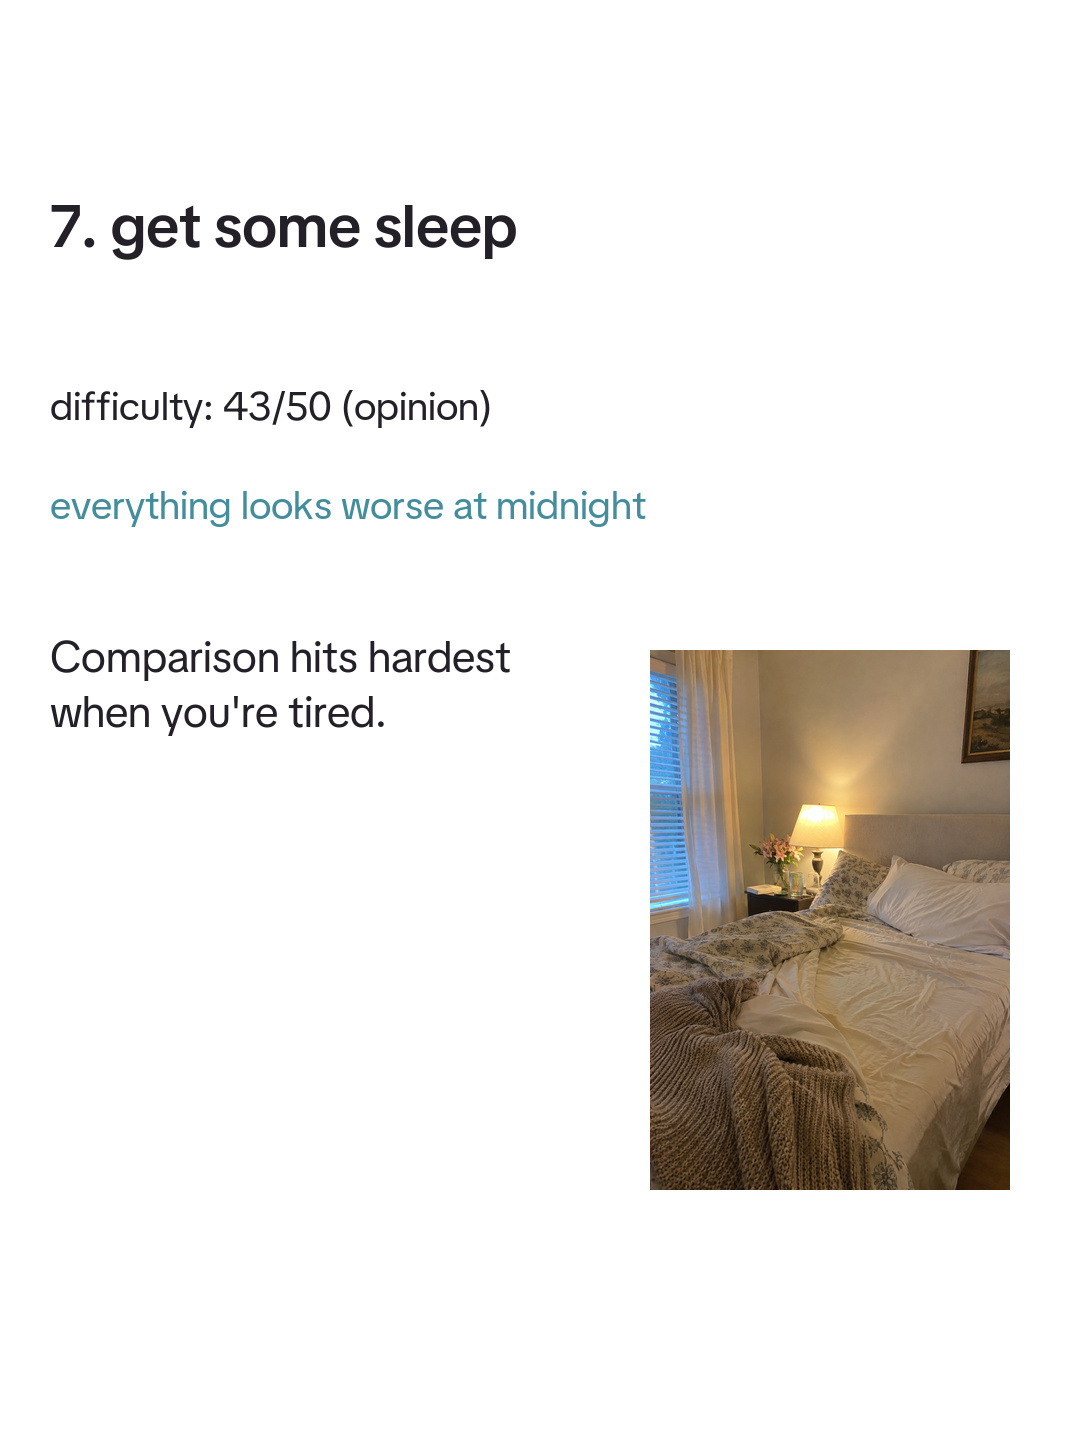 7. get some sleep
difficulty: 43/50 (opinion)
everything looks worse at midnight
Comparison hits hardest
when you're tired.